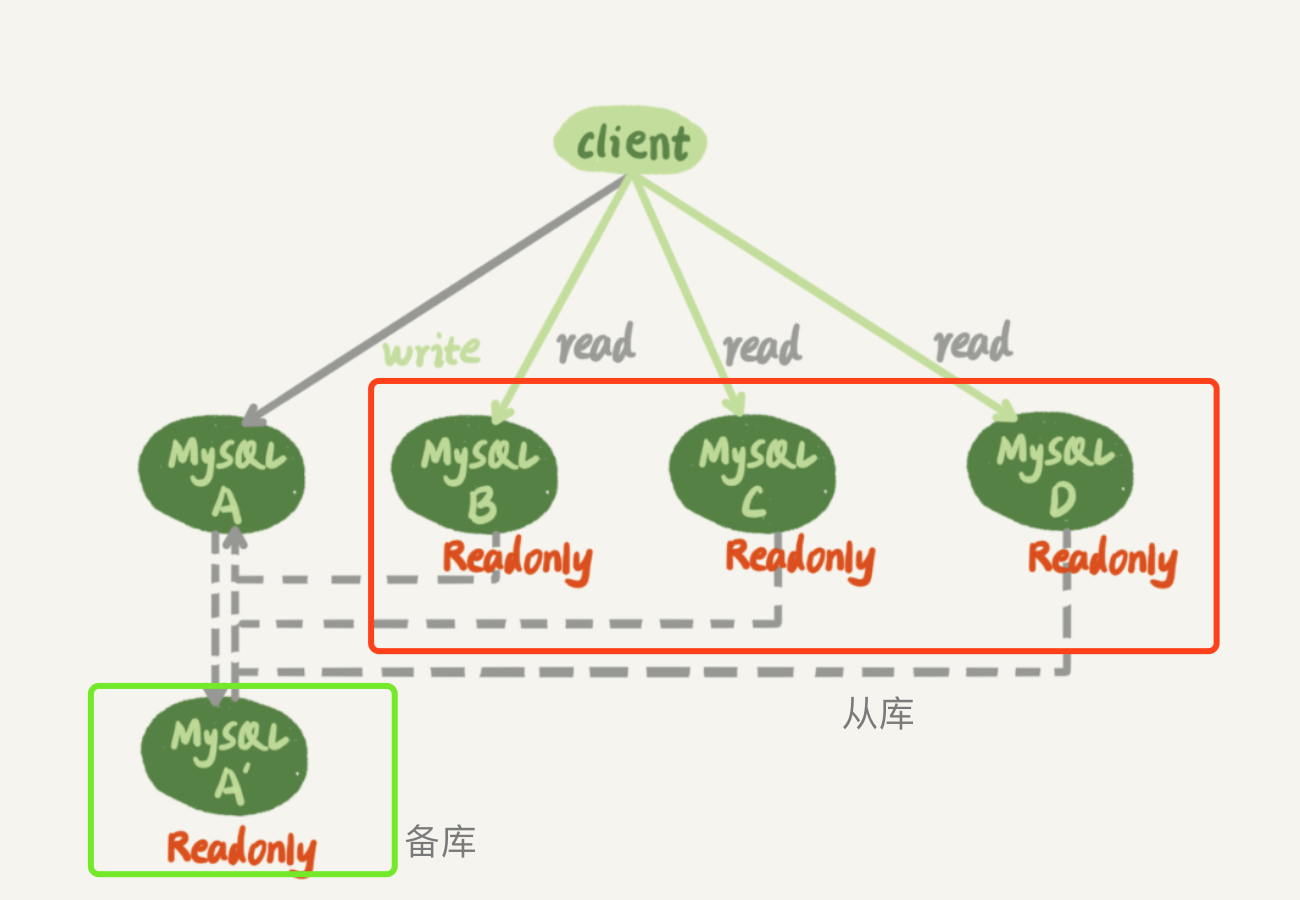 client
write
read
read
read
MySQL
A
MySQL
B
MySQL
C
MySQL
D
Readonly
Readonly
Readonly
从库
MySQL
A'
Readonly
备库